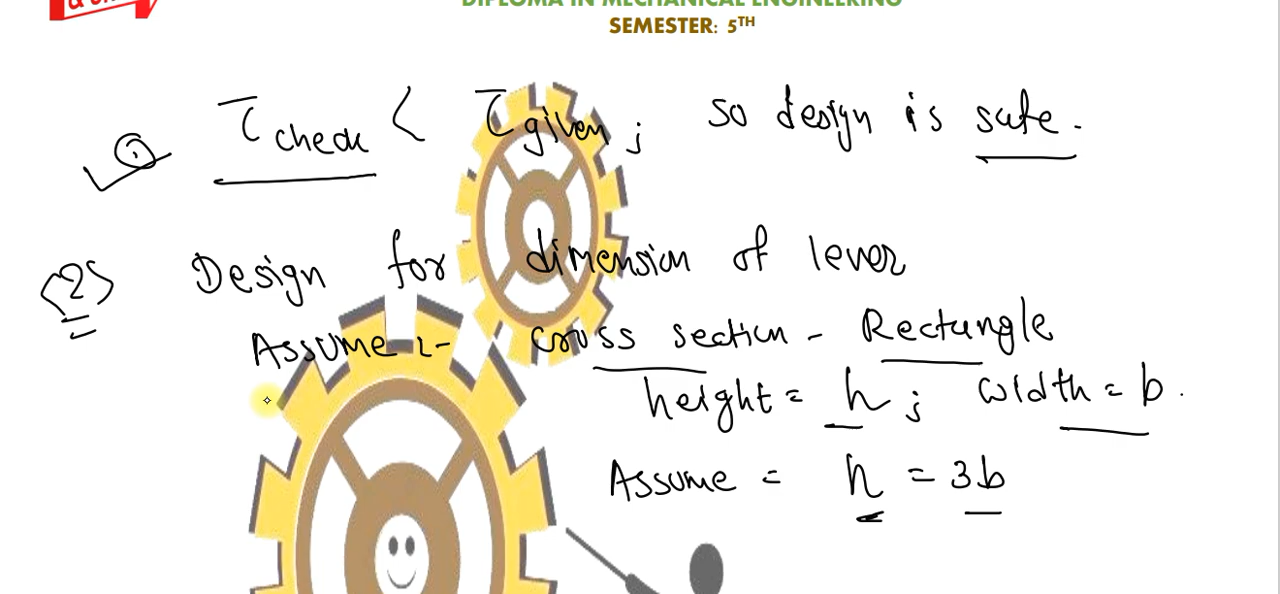 DIPLOMA IN MECHANICAL ENGINEERING
SEMESTER: 5TH
① τcheck < τgiven; so design is safe.
(2) Design for dimension of lever
Assume :- cross section - Rectangle
height = h; width = b.
Assume = h = 3b